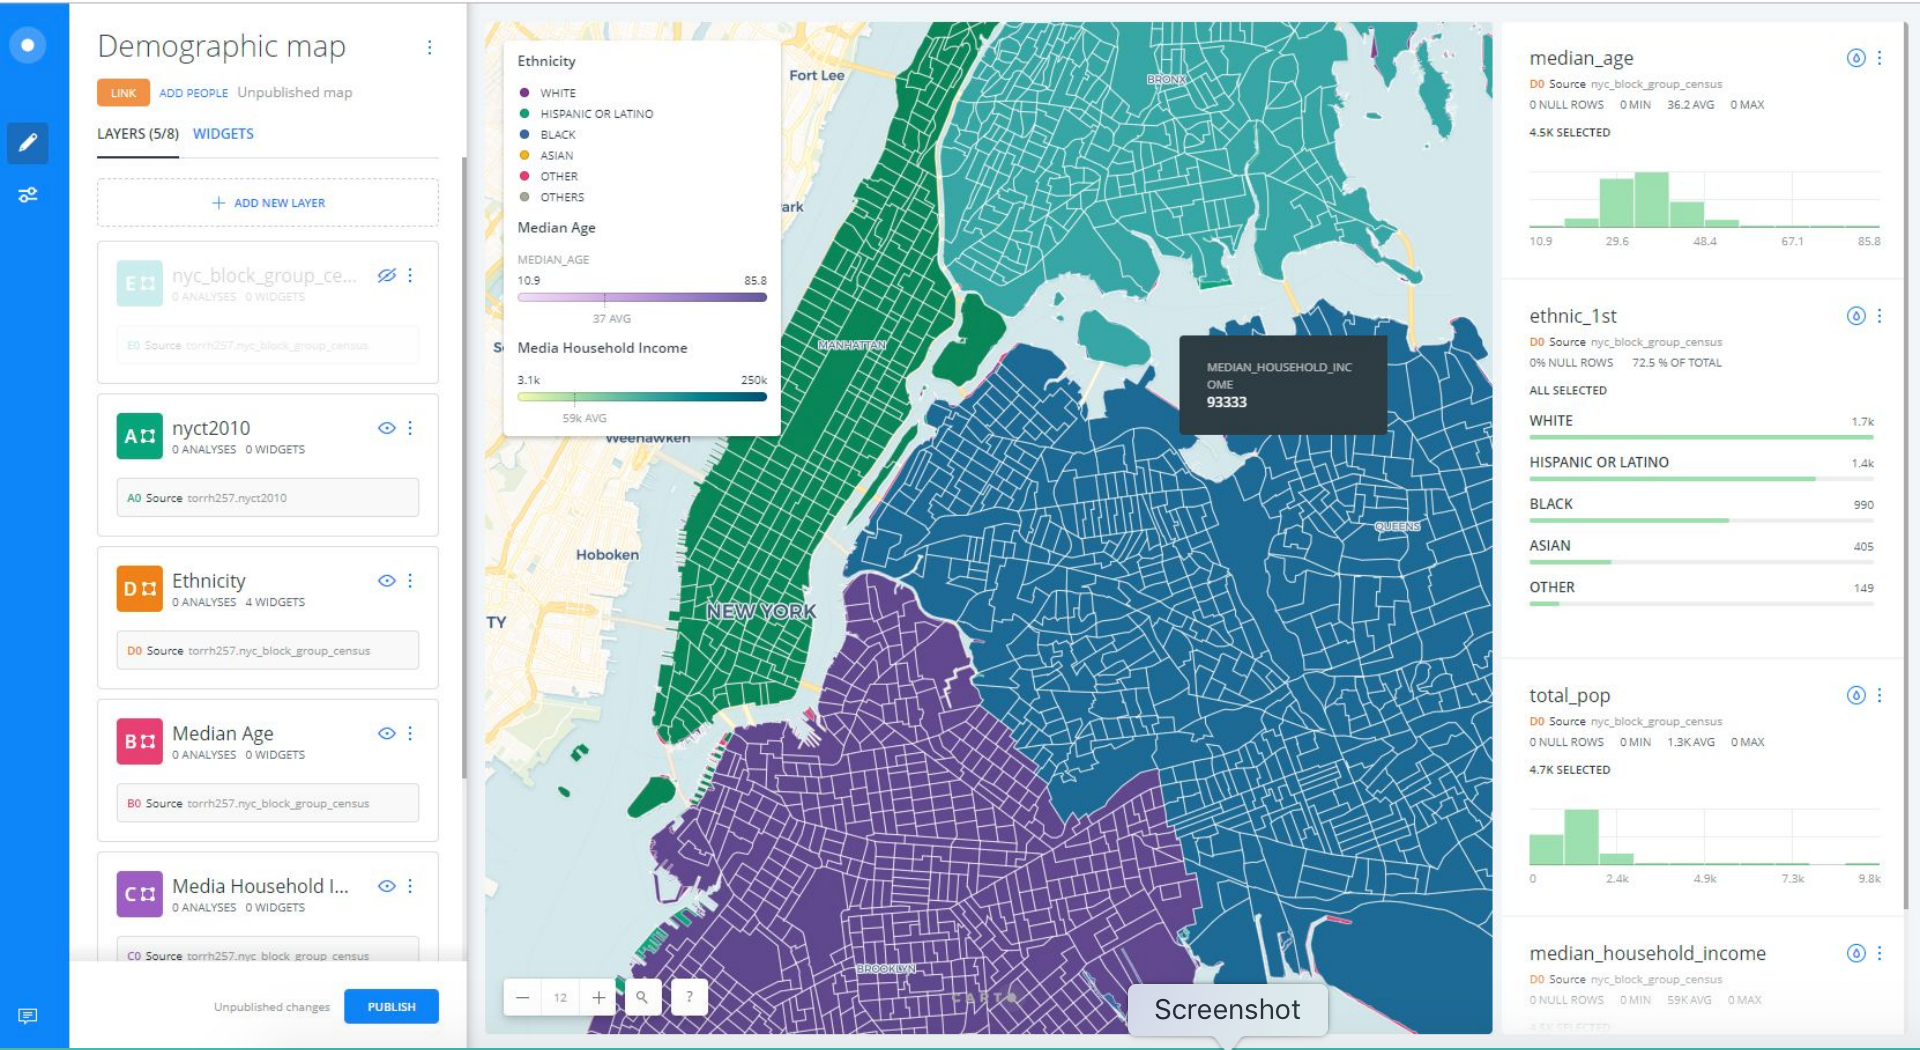 Demographic map
LINK ADD PEOPLE Unpublished map
LAYERS (5/8) WIDGETS
+ ADD NEW LAYER
E nyc_block_group_ce...
0 ANALYSES 0 WIDGETS
E0 Source torrh257.nyc_block_group_census
A nyct2010
0 ANALYSES 0 WIDGETS
A0 Source torrh257.nyct2010
D Ethnicity
0 ANALYSES 4 WIDGETS
D0 Source torrh257.nyc_block_group_census
B Median Age
0 ANALYSES 0 WIDGETS
B0 Source torrh257.nyc_block_group_census
C Media Household I...
0 ANALYSES 0 WIDGETS
C0 Source torrh257.nyc_block_group_census
Unpublished changes PUBLISH
Ethnicity
WHITE
HISPANIC OR LATINO
BLACK
ASIAN
OTHER
OTHERS
Median Age
MEDIAN_AGE
10.9 85.8
37 AVG
Media Household Income
3.1k 250k
59k AVG
Fort Lee
BRONX
ark
MANHATTAN
S
MEDIAN_HOUSEHOLD_INC
OME
93333
Weehawken
QUEENS
Hoboken
NEW YORK
TY
BROOKLYN
12
?
CARTO
Screenshot
median_age
D0 Source nyc_block_group_census
0 NULL ROWS 0 MIN 36.2 AVG 0 MAX
4.5K SELECTED
10.9 29.6 48.4 67.1 85.8
ethnic_1st
D0 Source nyc_block_group_census
0% NULL ROWS 72.5 % OF TOTAL
ALL SELECTED
WHITE 1.7k
HISPANIC OR LATINO 1.4k
BLACK 990
ASIAN 405
OTHER 149
total_pop
D0 Source nyc_block_group_census
0 NULL ROWS 0 MIN 1.3K AVG 0 MAX
4.7K SELECTED
0 2.4k 4.9k 7.3k 9.8k
median_household_income
D0 Source nyc_block_group_census
0 NULL ROWS 0 MIN 59K AVG 0 MAX
4.5K SELECTED